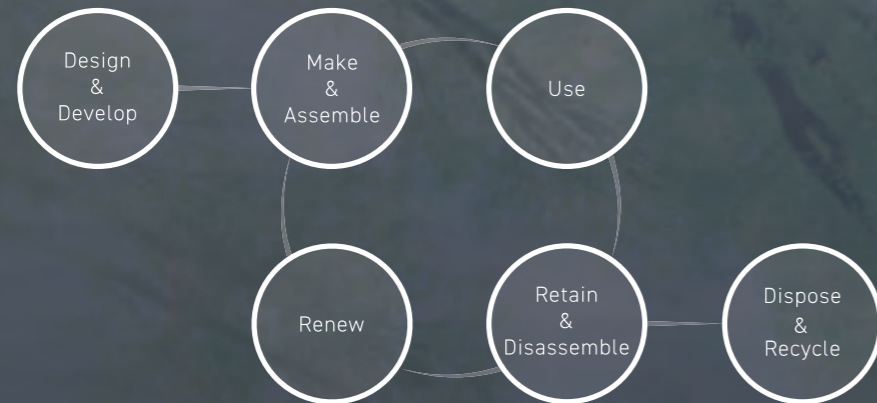 Design
&
Develop
Make
&
Assemble
Use
Renew
Retain
&
Disassemble
Dispose
&
Recycle